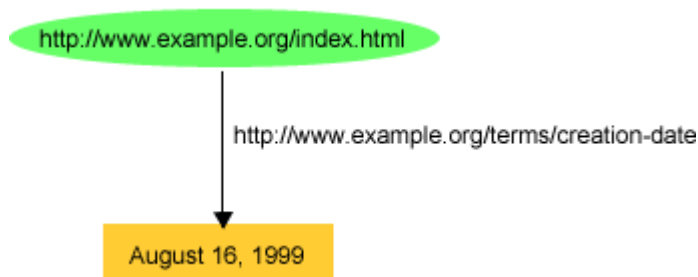 http://www.example.org/index.html
http://www.example.org/terms/creation-date
August 16, 1999